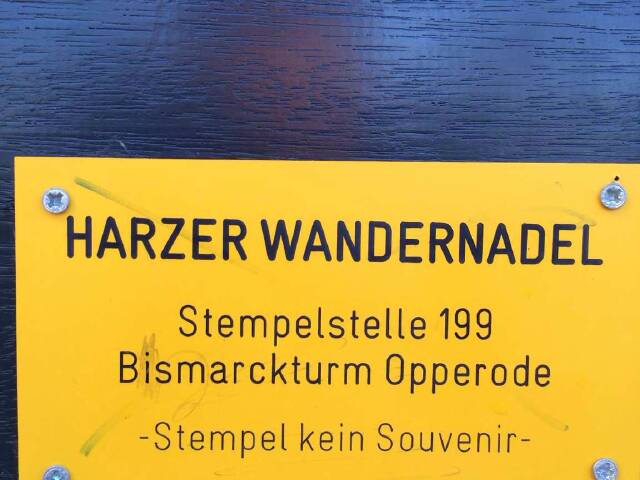 HARZER WANDERNADEL
Stempelstelle 199
Bismarckturm Opperode
-Stempel kein Souvenir-